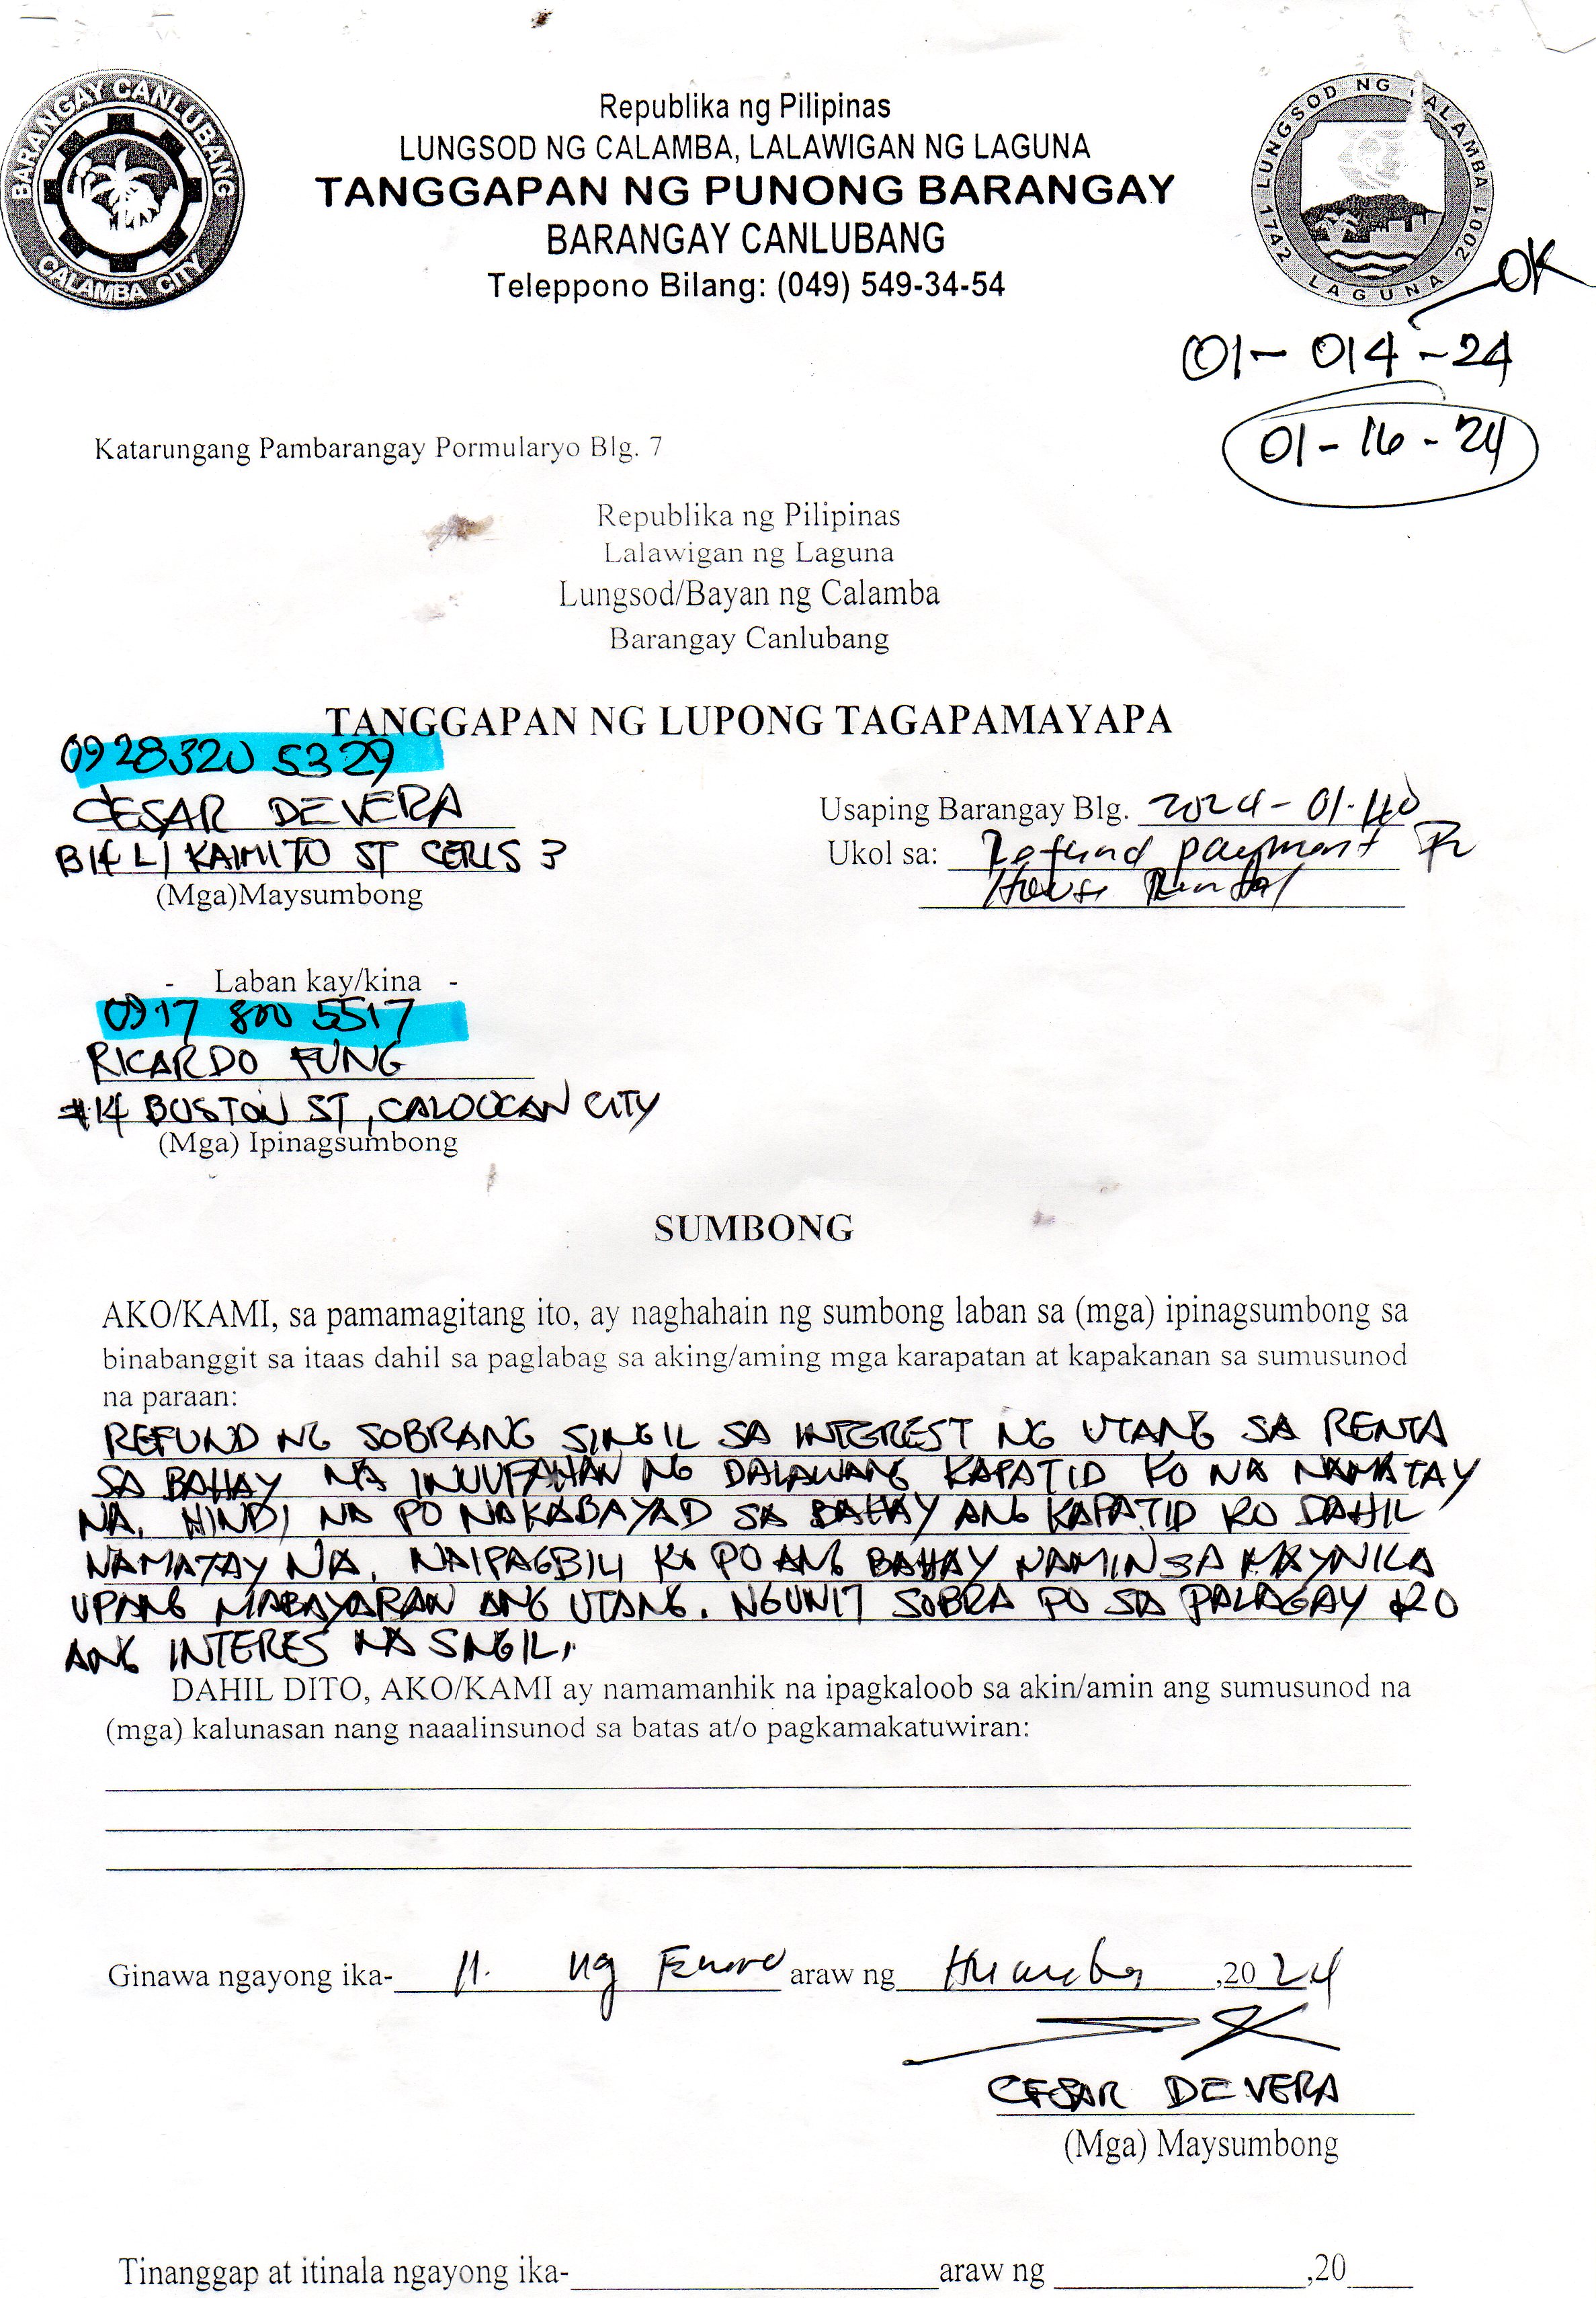 BARANGAY CANLUBANG
CALAMBA CITY
LUNGSOD NG CALAMBA
1742 LAGUNA 2001
Republika ng Pilipinas
LUNGSOD NG CALAMBA, LALAWIGAN NG LAGUNA
TANGGAPAN NG PUNONG BARANGAY
BARANGAY CANLUBANG
Teleppono Bilang: (049) 549-34-54
OK
01-014-24
01-16-24
Katarungang Pambarangay Pormularyo Blg. 7
Republika ng Pilipinas
Lalawigan ng Laguna
Lungsod/Bayan ng Calamba
Barangay Canlubang
TANGGAPAN NG LUPONG TAGAPAMAYAPA
0928320 5329
CESAR DE VERA
B14 L1 KAIMITO ST CERIS 3
(Mga)Maysumbong
Usaping Barangay Blg. 2024-01-
Ukol sa: Refund payment
House Rental
- Laban kay/kina -
0917 800 5517
RICARDO FUNG
#14 BOSTON ST, CALOOCAN CITY
(Mga) Ipinagsumbong
SUMBONG
AKO/KAMI, sa pamamagitang ito, ay naghahain ng sumbong laban sa (mga) ipinagsumbong sa
binabanggit sa itaas dahil sa paglabag sa aking/aming mga karapatan at kapakanan sa sumusunod
na paraan:
REFUND NG SOBRANG SINGIL SA INTEREST NG UTANG SA RENTA
SA BAHAY NA INUUPAHAN NG DALAWANG KAPATID KO NA NAMATAY
NA. HINDI NA PO NAKABAYAD SA BAHAY ANG KAPATID KO DAHIL
NAMATAY NA, NAIPAGBILI KO PO ANG BAHAY NAMIN SA MAYNILA
UPANG MABAYARAN ANG UTANG. NGUNIT SOBRA PO SA PALAGAY KO
ANG INTERES NA SINGIL.
DAHIL DITO, AKO/KAMI ay namamanhik na ipagkaloob sa akin/amin ang sumusunod na
(mga) kalunasan nang naaalinsunod sa batas at/o pagkamakatuwiran:
Ginawa ngayong ika- 11 ng Enero araw ng Huwebes ,2024
CESAR DE VERA
(Mga) Maysumbong
Tinanggap at itinala ngayong ika- araw ng ,20